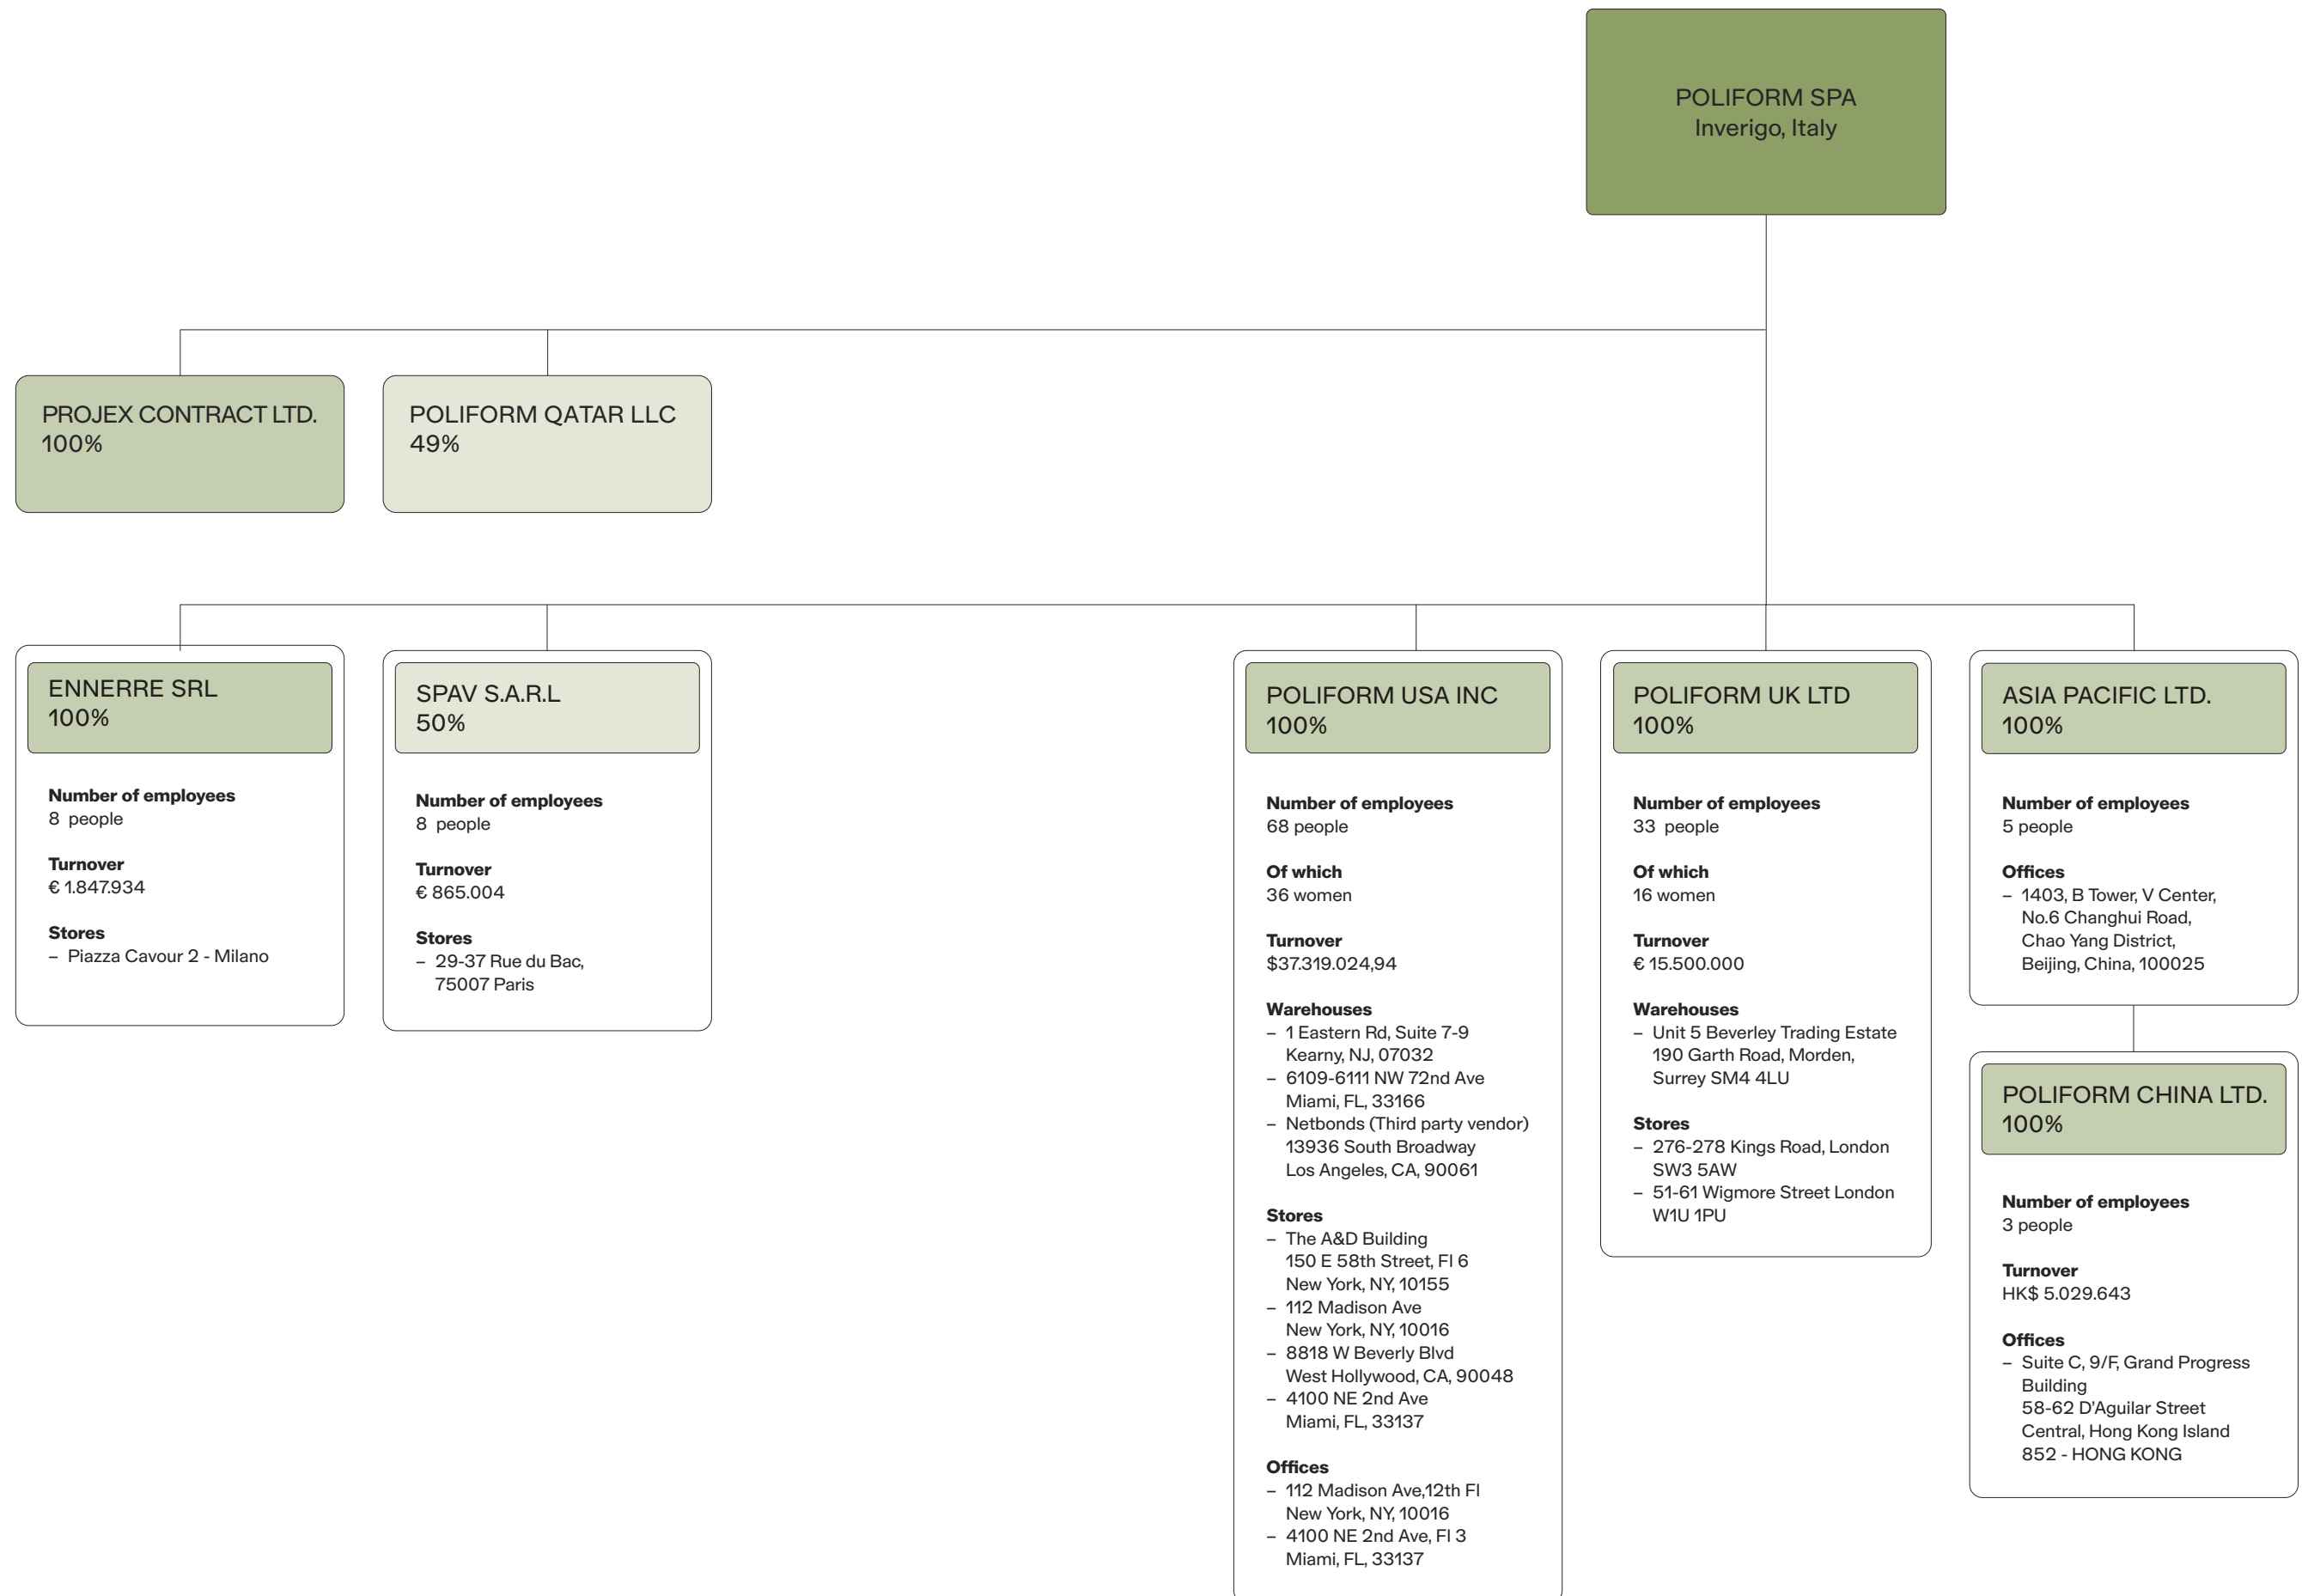 POLIFORM SPA
Inverigo, Italy
PROJEX CONTRACT LTD.
100%
POLIFORM QATAR LLC
49%
ENNERRE SRL
100%
Number of employees
8 people
Turnover
€ 1.847.934
Stores
– Piazza Cavour 2 - Milano
SPAV S.A.R.L
50%
Number of employees
8 people
Turnover
€ 865.004
Stores
– 29-37 Rue du Bac,
75007 Paris
POLIFORM USA INC
100%
Number of employees
68 people
Of which
36 women
Turnover
$37.319.024,94
Warehouses
– 1 Eastern Rd, Suite 7-9
Kearny, NJ, 07032
– 6109-6111 NW 72nd Ave
Miami, FL, 33166
– Netbonds (Third party vendor)
13936 South Broadway
Los Angeles, CA, 90061
Stores
– The A&D Building
150 E 58th Street, Fl 6
New York, NY, 10155
– 112 Madison Ave
New York, NY, 10016
– 8818 W Beverly Blvd
West Hollywood, CA, 90048
– 4100 NE 2nd Ave
Miami, FL, 33137
Offices
– 112 Madison Ave,12th Fl
New York, NY, 10016
– 4100 NE 2nd Ave, Fl 3
Miami, FL, 33137
POLIFORM UK LTD
100%
Number of employees
33 people
Of which
16 women
Turnover
€ 15.500.000
Warehouses
– Unit 5 Beverley Trading Estate
190 Garth Road, Morden,
Surrey SM4 4LU
Stores
– 276-278 Kings Road, London
SW3 5AW
– 51-61 Wigmore Street London
W1U 1PU
ASIA PACIFIC LTD.
100%
Number of employees
5 people
Offices
– 1403, B Tower, V Center,
No.6 Changhui Road,
Chao Yang District,
Beijing, China, 100025
POLIFORM CHINA LTD.
100%
Number of employees
3 people
Turnover
HK$ 5.029.643
Offices
– Suite C, 9/F, Grand Progress
Building
58-62 D'Aguilar Street
Central, Hong Kong Island
852 - HONG KONG